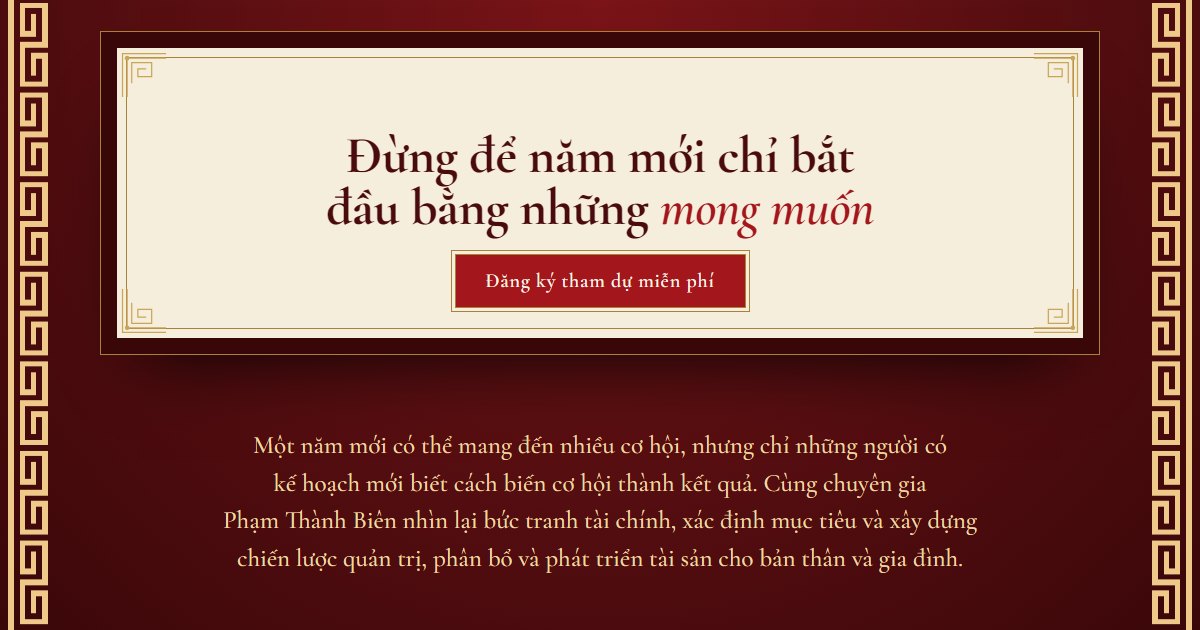 Đừng để năm mới chỉ bắt
đầu bằng những mong muốn
Đăng ký tham dự miễn phí
Một năm mới có thể mang đến nhiều cơ hội, nhưng chỉ những người có
kế hoạch mới biết cách biến cơ hội thành kết quả. Cùng chuyên gia
Phạm Thành Biên nhìn lại bức tranh tài chính, xác định mục tiêu và xây dựng
chiến lược quản trị, phân bổ và phát triển tài sản cho bản thân và gia đình.